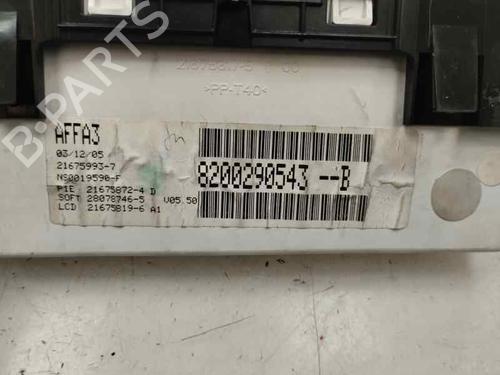 B-PARTS
>PP-T40<
AFFA3
03/12/05
21675993-7
NS0019590-F
PIE 21675872-4 D
SOFT 28078746-5 V05.50
LCD 21675819-6 A1
8200290543 --B